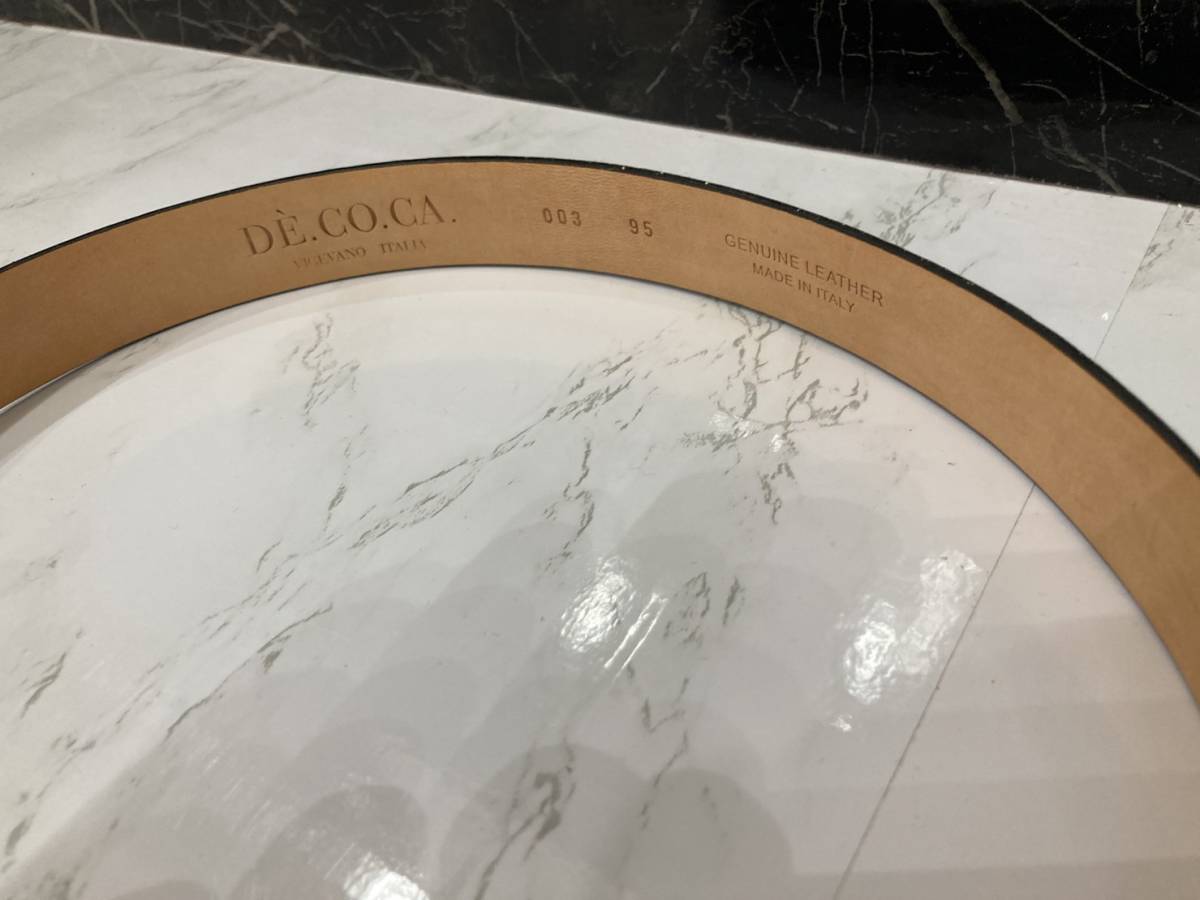 DÈ.CO.CA.
VIGEVANO ITALIA
003 95
GENUINE LEATHER
MADE IN ITALY